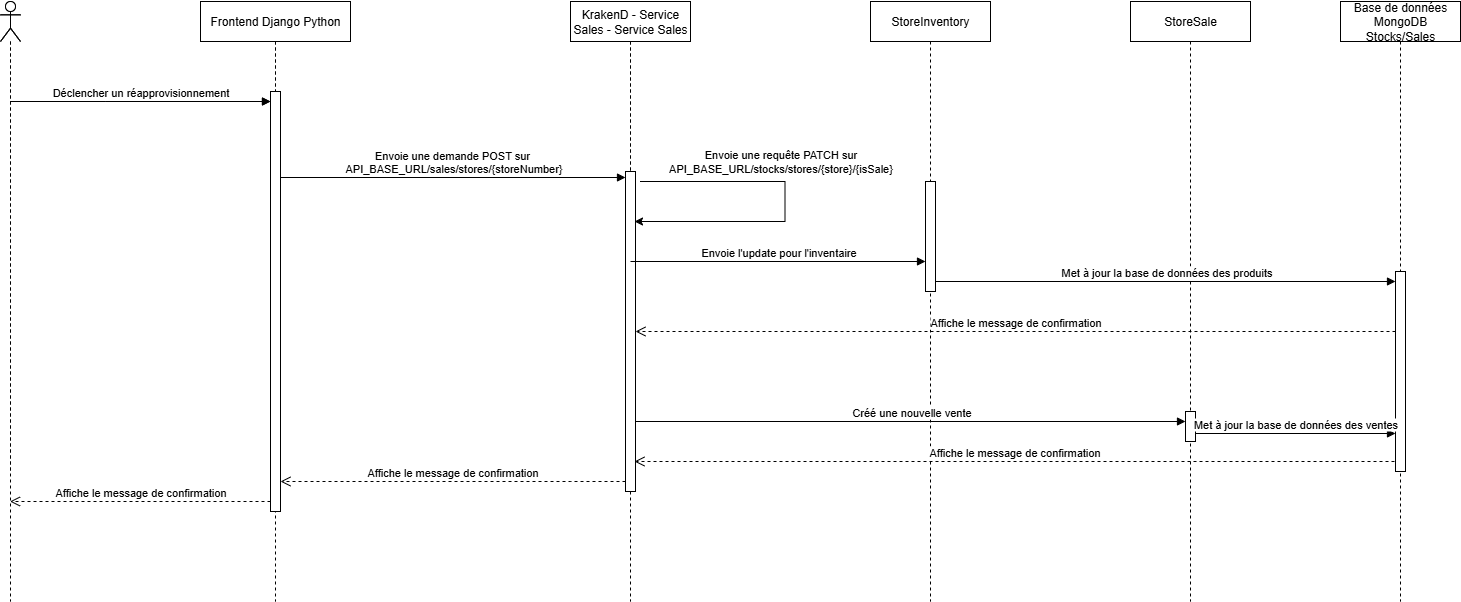 Frontend Django Python
KrakenD - Service
Sales - Service Sales
StoreInventory
StoreSale
Base de données
MongoDB
Stocks/Sales
Déclencher un réapprovisionnement
Envoie une demande POST sur
API_BASE_URL/sales/stores/{storeNumber}
Envoie une requête PATCH sur
API_BASE_URL/stocks/stores/{store}/{isSale}
Envoie l'update pour l'inventaire
Met à jour la base de données des produits
Affiche le message de confirmation
Créé une nouvelle vente
Met à jour la base de données des ventes
Affiche le message de confirmation
Affiche le message de confirmation
Affiche le message de confirmation